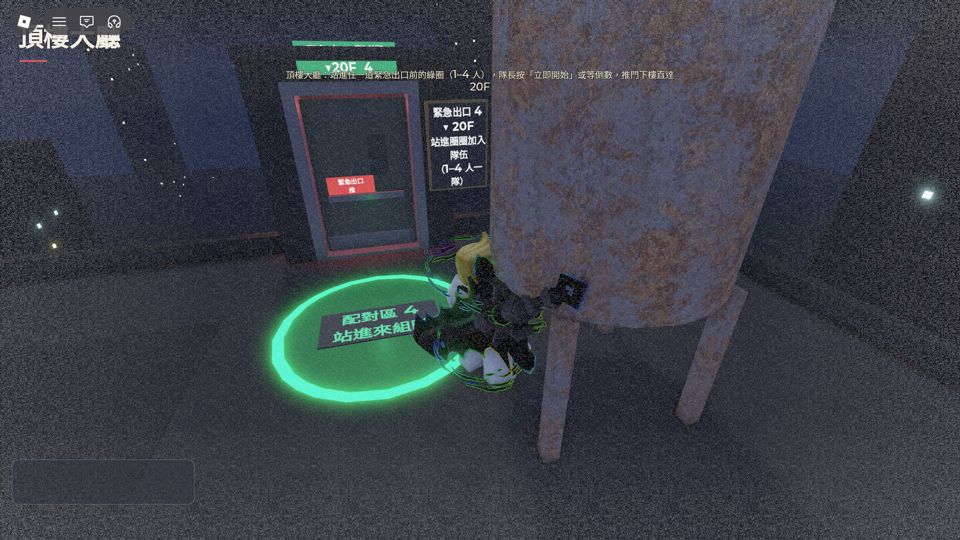 頂樓大廳
▼20F 4
頂樓大廳：站進任一道緊急出口前的綠圈（1–4 人），隊長按「立即開始」或等倒數，推門下樓直達
20F
緊急出口 4
▼ 20F
站進圈圈加入
隊伍
（1–4 人一
隊）
緊急出口
推
配對區 4
站進來組